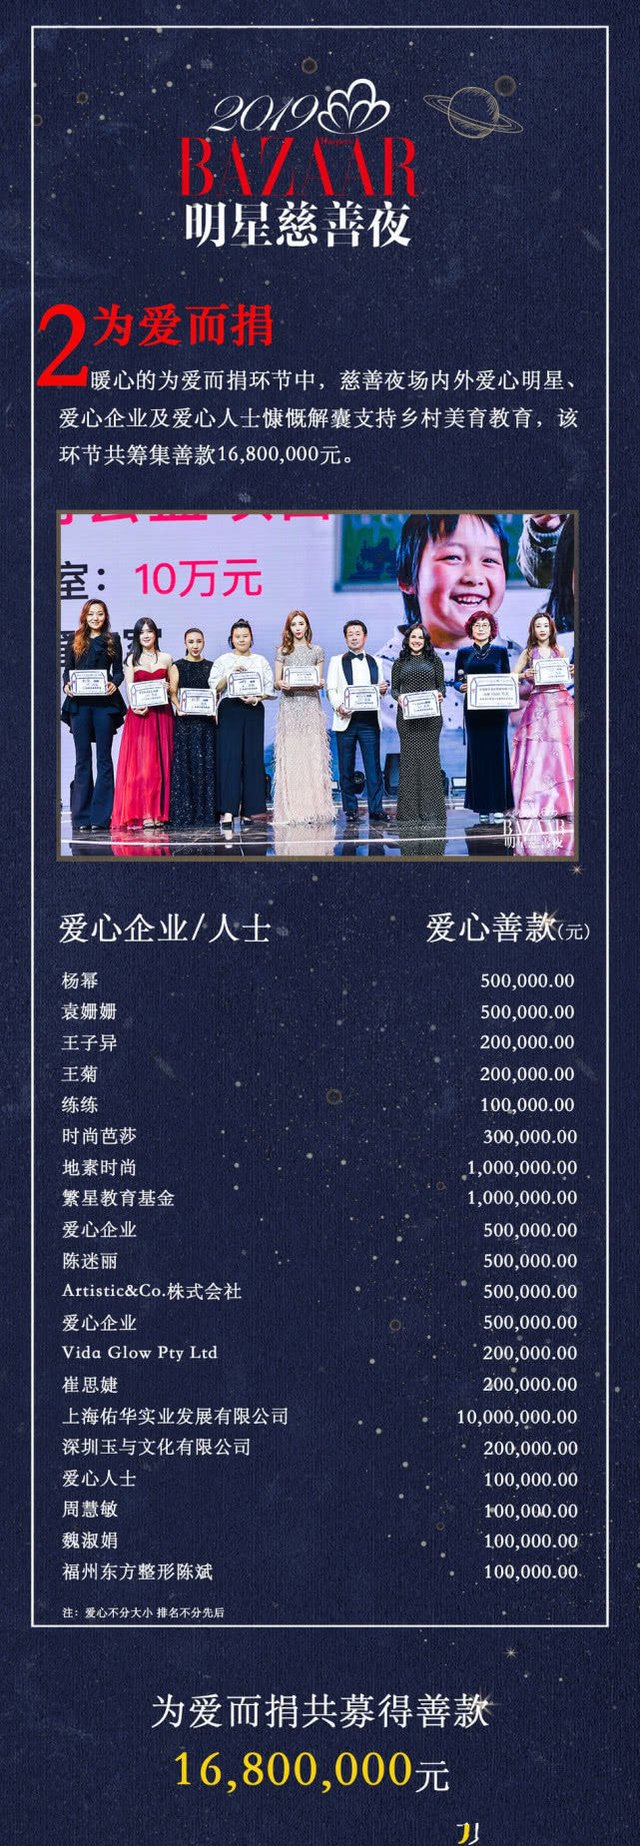 2019
BAZAAR
明星慈善夜
2 为爱而捐
暖心的为爱而捐环节中，慈善夜场内外爱心明星、
爱心企业及爱心人士慷慨解囊支持乡村美育教育，该
环节共筹集善款16,800,000元。
室：10万元
BAZAAR
明星慈善夜
爱心企业/人士 爱心善款(元)
杨幂 500,000.00
袁姗姗 500,000.00
王子异 200,000.00
王菊 200,000.00
练练 100,000.00
时尚芭莎 300,000.00
地素时尚 1,000,000.00
繁星教育基金 1,000,000.00
爱心企业 500,000.00
陈迷丽 500,000.00
Artistic&Co.株式会社 500,000.00
爱心企业 500,000.00
Vida Glow Pty Ltd 200,000.00
崔思婕 200,000.00
上海佑华实业发展有限公司 10,000,000.00
深圳玉与文化有限公司 200,000.00
爱心人士 100,000.00
周慧敏 100,000.00
魏淑娟 100,000.00
福州东方整形陈斌 100,000.00
注：爱心不分大小 排名不分先后
为爱而捐共募得善款
16,800,000元